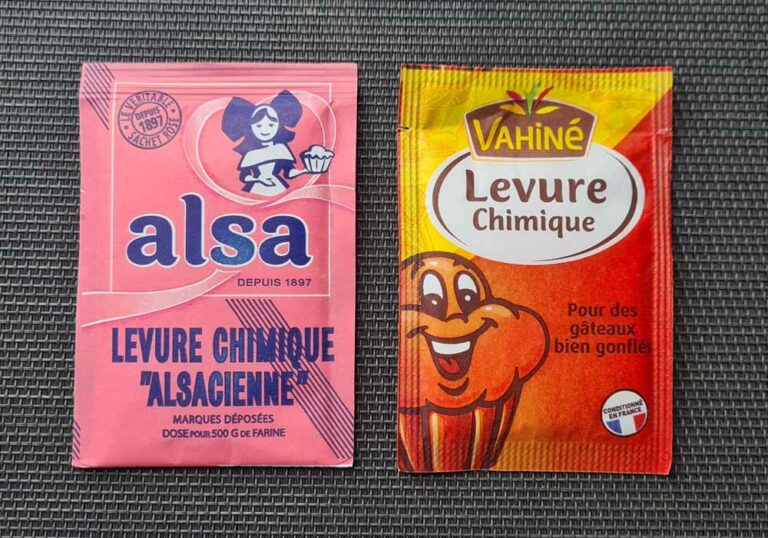 LE VÉRITABLE
DEPUIS
1897
SACHET ROSE
alsa
DEPUIS 1897
LEVURE CHIMIQUE
"ALSACIENNE"
MARQUES DÉPOSÉES
DOSE POUR 500 G DE FARINE
VAHiNé
Levure
Chimique
Pour des
gâteaux
bien gonflés
CONDITIONNÉ
EN FRANCE